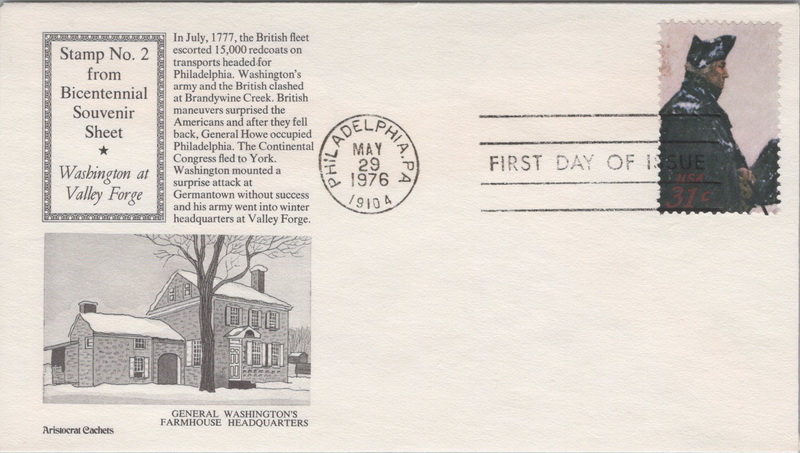 Stamp No. 2
from
Bicentennial
Souvenir
Sheet
★
Washington at
Valley Forge
In July, 1777, the British fleet
escorted 15,000 redcoats on
transports headed for
Philadelphia. Washington's
army and the British clashed
at Brandywine Creek. British
maneuvers surprised the
Americans and after they fell
back, General Howe occupied
Philadelphia. The Continental
Congress fled to York.
Washington mounted a
surprise attack at
Germantown without success
and his army went into winter
headquarters at Valley Forge.
PHILADELPHIA, PA
MAY
29
1976
19104
FIRST DAY OF ISSUE
USA
31c
GENERAL WASHINGTON'S
FARMHOUSE HEADQUARTERS
Aristocrat Cachets